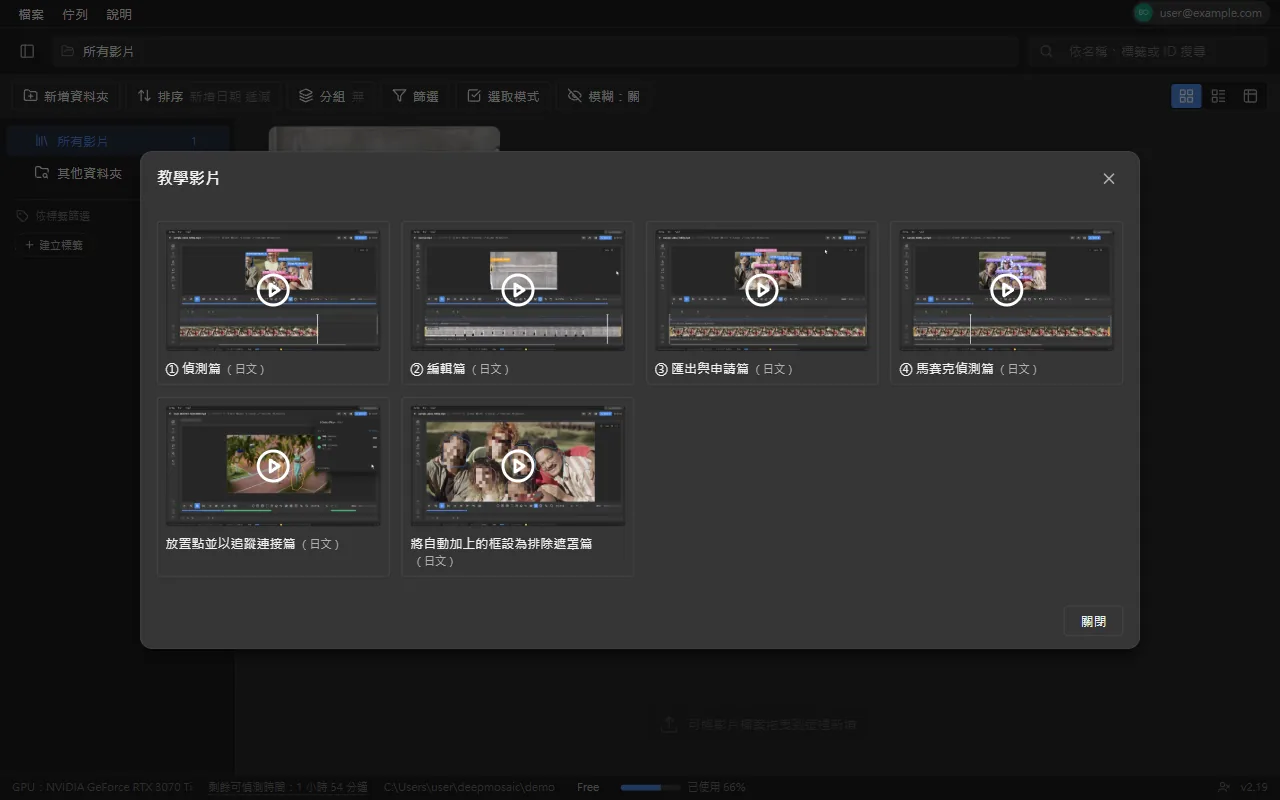 檔案 佇列 說明
user@example.com
所有影片
依名稱、標籤或 ID 搜尋
新增資料夾 排序 新增日期 遞減 分組 無 篩選 選取模式 模糊：關
所有影片 1
其他資料夾
依標籤篩選
+ 建立標籤
教學影片
① 偵測篇（日文）
② 編輯篇（日文）
③ 匯出與申請篇（日文）
④ 馬賽克偵測篇（日文）
放置點並以追蹤連接篇（日文）
將自動加上的框設為排除遮罩篇
（日文）
關閉
GPU：NVIDIA GeForce RTX 3070 Ti 剩餘可偵測時間：1 小時 54 分鐘 C:\Users\user\deepmosaic\demo Free 已使用 66% v2.19